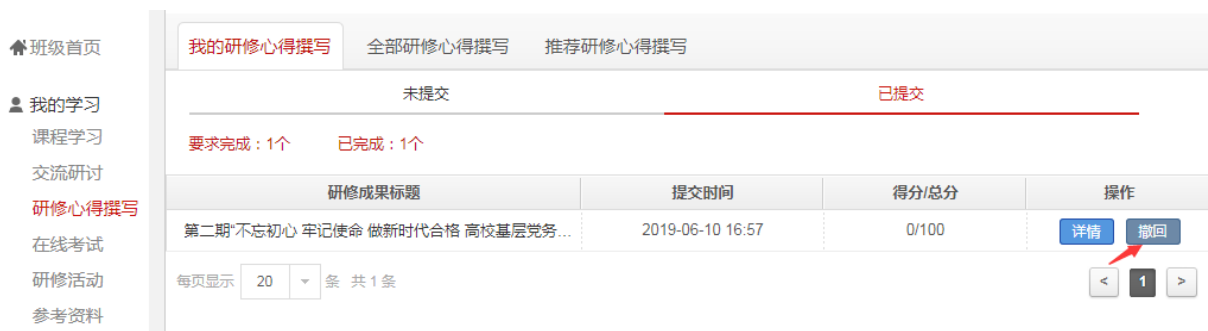 班级首页
我的学习
课程学习
交流研讨
研修心得撰写
在线考试
研修活动
参考资料
我的研修心得撰写 全部研修心得撰写 推荐研修心得撰写
未提交 已提交
要求完成：1个 已完成：1个
研修成果标题 提交时间 得分/总分 操作
第二期"不忘初心 牢记使命 做新时代合格 高校基层党务... 2019-06-10 16:57 0/100 详情 撤回
每页显示 20 条 共 1 条 < 1 >